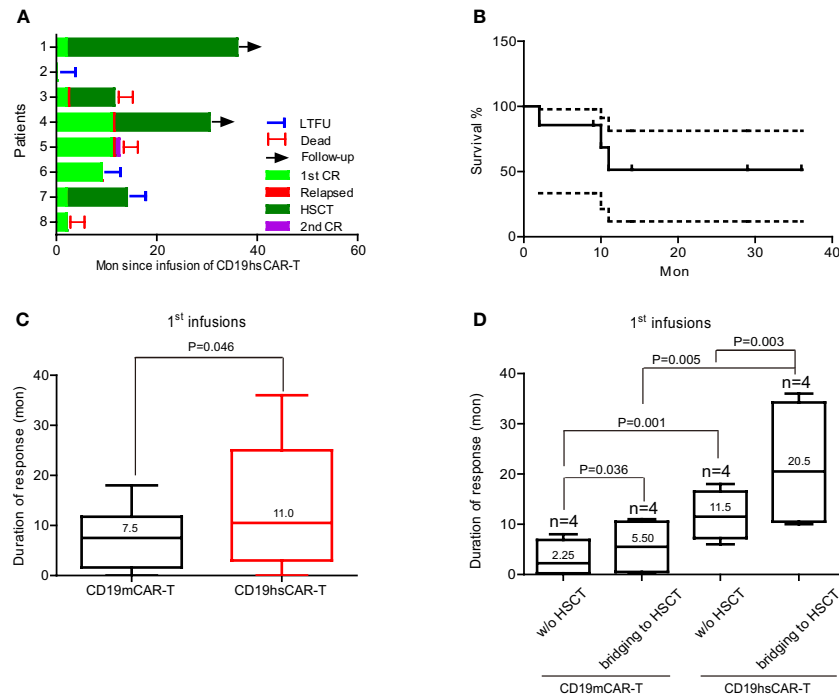 A
Patients
1
2
3
4
5
6
7
8
LTFU
Dead
Follow-up
1st CR
Relapsed
HSCT
2nd CR
0 20 40 60
Mon since infusion of CD19hsCAR-T
B
Survival %
150
100
50
0
0 10 20 30 40
Mon
C
1st infusions
P=0.046
Duration of response (mon)
40
30
20
10
0
7.5
11.0
CD19mCAR-T CD19hsCAR-T
D
1st infusions
P=0.003
P=0.005
P=0.001
P=0.036
Duration of response (mon)
40
30
20
10
0
n=4 n=4 n=4 n=4
2.25 5.50 11.5 20.5
w/o HSCT
bridging to HSCT
w/o HSCT
bridging to HSCT
CD19mCAR-T CD19hsCAR-T